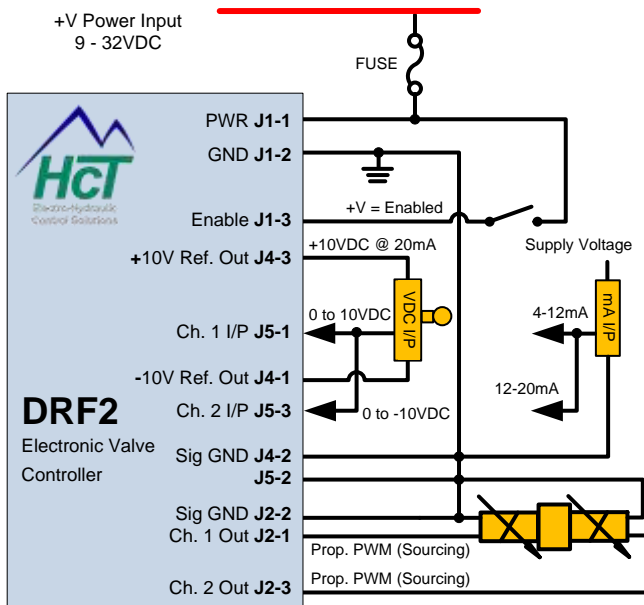 +V Power Input
9 - 32VDC
FUSE
PWR J1-1
GND J1-2
HCT
Electro-Hydraulic
Control Solutions
Enable J1-3
+V = Enabled
+10V Ref. Out J4-3
+10VDC @ 20mA
Supply Voltage
VDC I/P
mA I/P
0 to 10VDC
4-12mA
Ch. 1 I/P J5-1
-10V Ref. Out J4-1
12-20mA
DRF2
Ch. 2 I/P J5-3
0 to -10VDC
Electronic Valve
Controller
Sig GND J4-2
J5-2
Sig GND J2-2
Ch. 1 Out J2-1
Prop. PWM (Sourcing)
Ch. 2 Out J2-3
Prop. PWM (Sourcing)